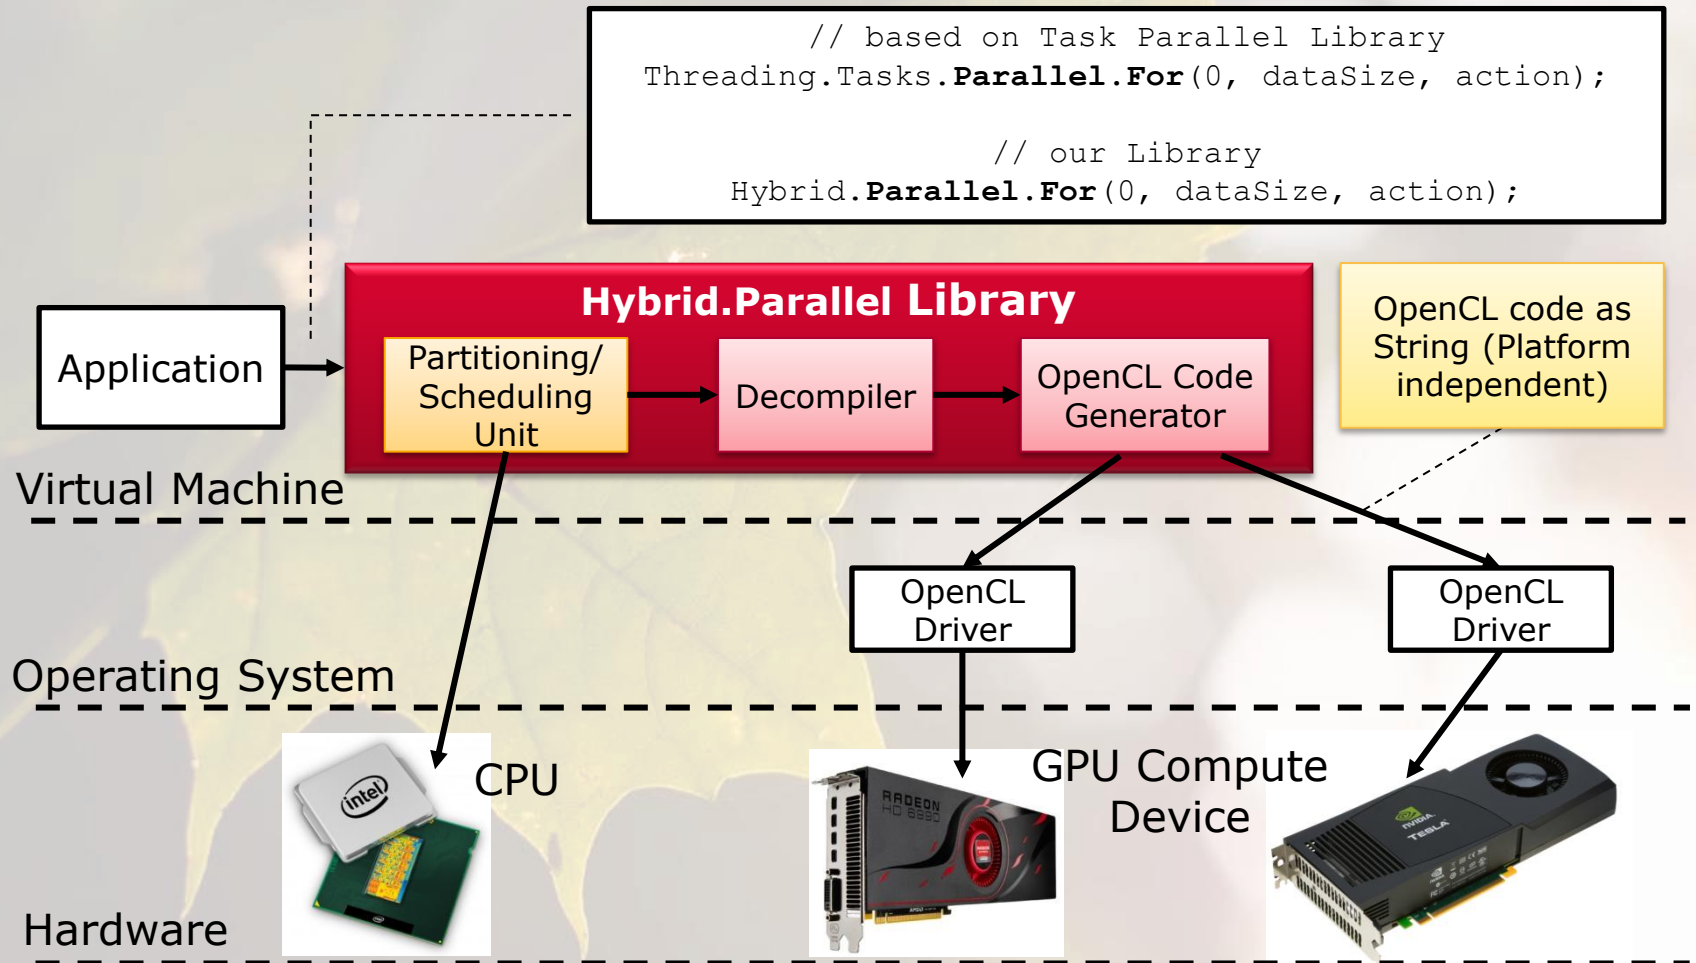 // based on Task Parallel Library
Threading.Tasks.Parallel.For(0, dataSize, action);
// our Library
Hybrid.Parallel.For(0, dataSize, action);
Hybrid.Parallel Library
Application
Partitioning/
Scheduling
Unit
Decompiler
OpenCL Code
Generator
OpenCL code as
String (Platform
independent)
Virtual Machine
OpenCL
Driver
OpenCL
Driver
Operating System
CPU
GPU Compute
Device
intel
RADEON
HD 6990
NVIDIA
TESLA
Hardware